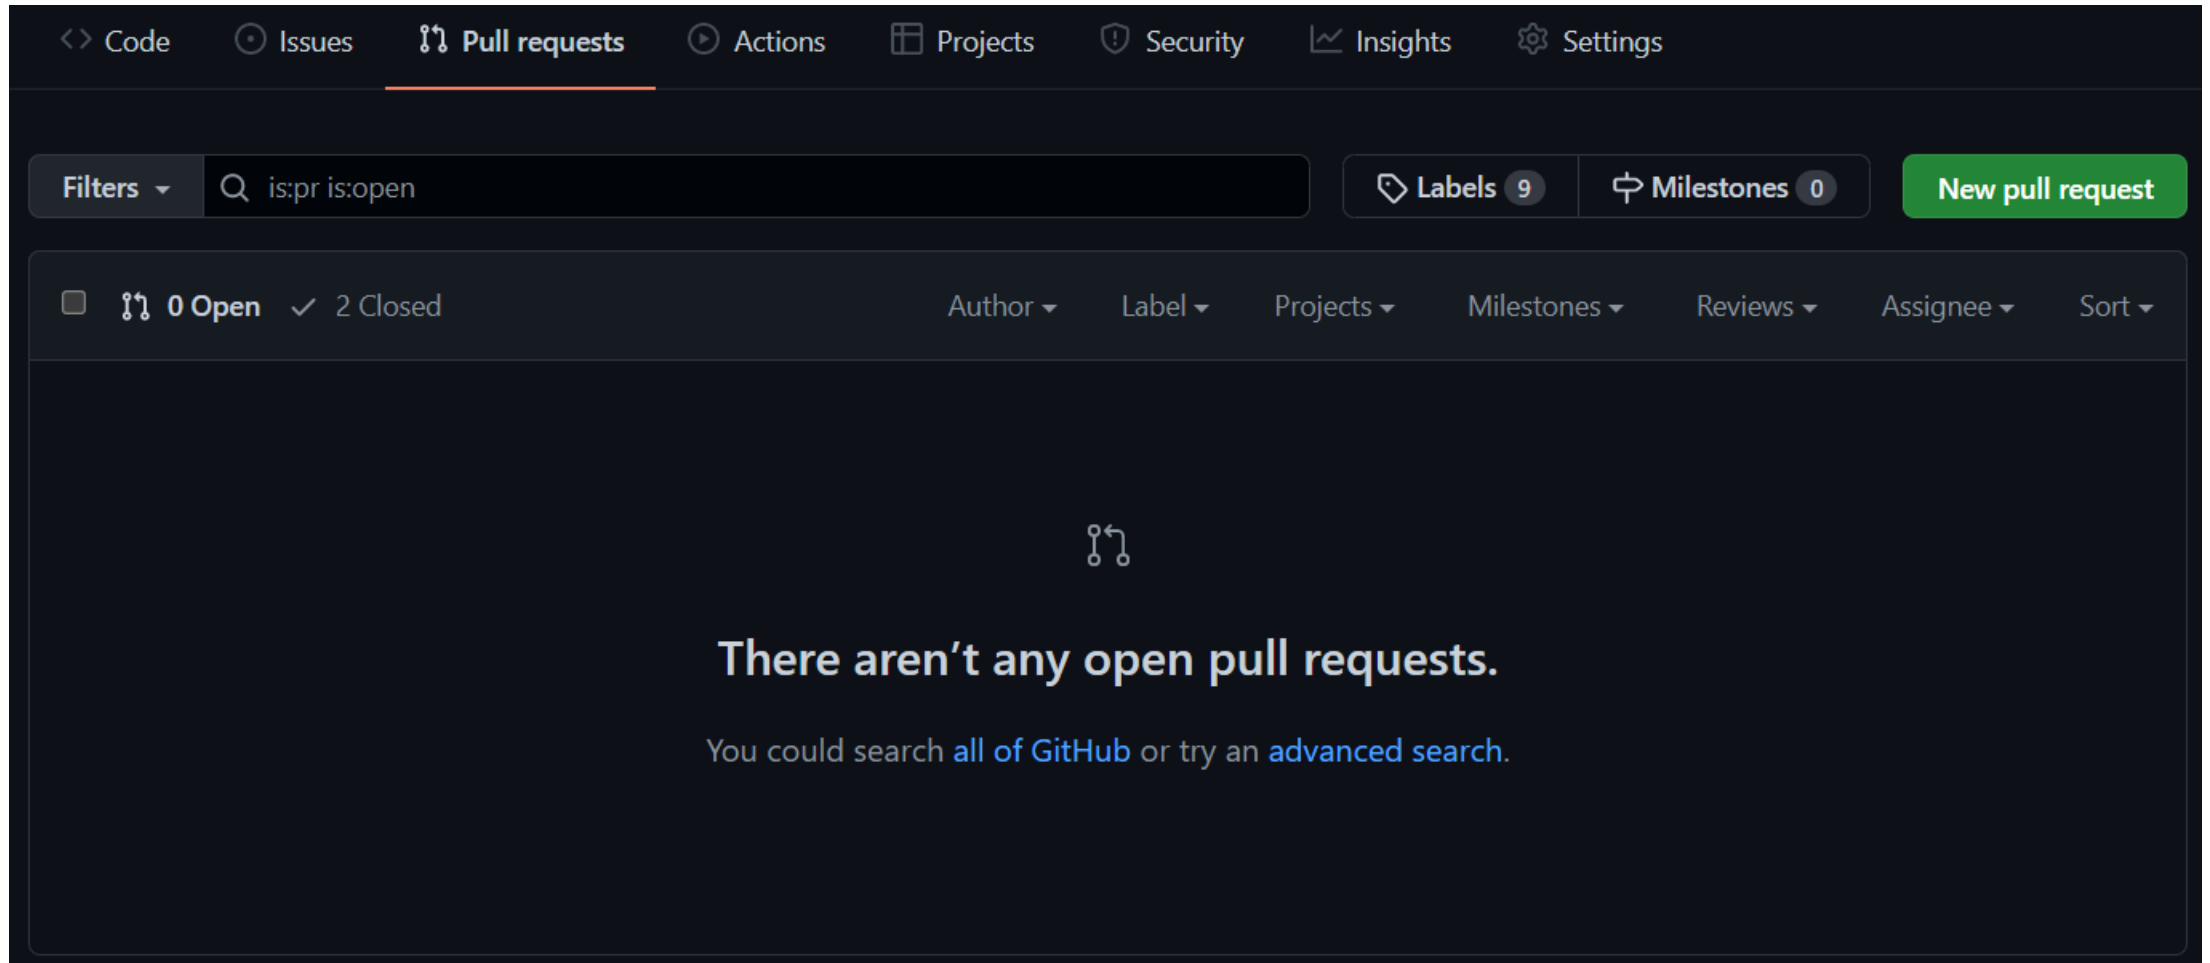 Code Issues Pull requests Actions Projects Security Insights Settings
Filters is:pr is:open Labels 9 Milestones 0 New pull request
0 Open 2 Closed Author Label Projects Milestones Reviews Assignee Sort
There aren’t any open pull requests.
You could search all of GitHub or try an advanced search.